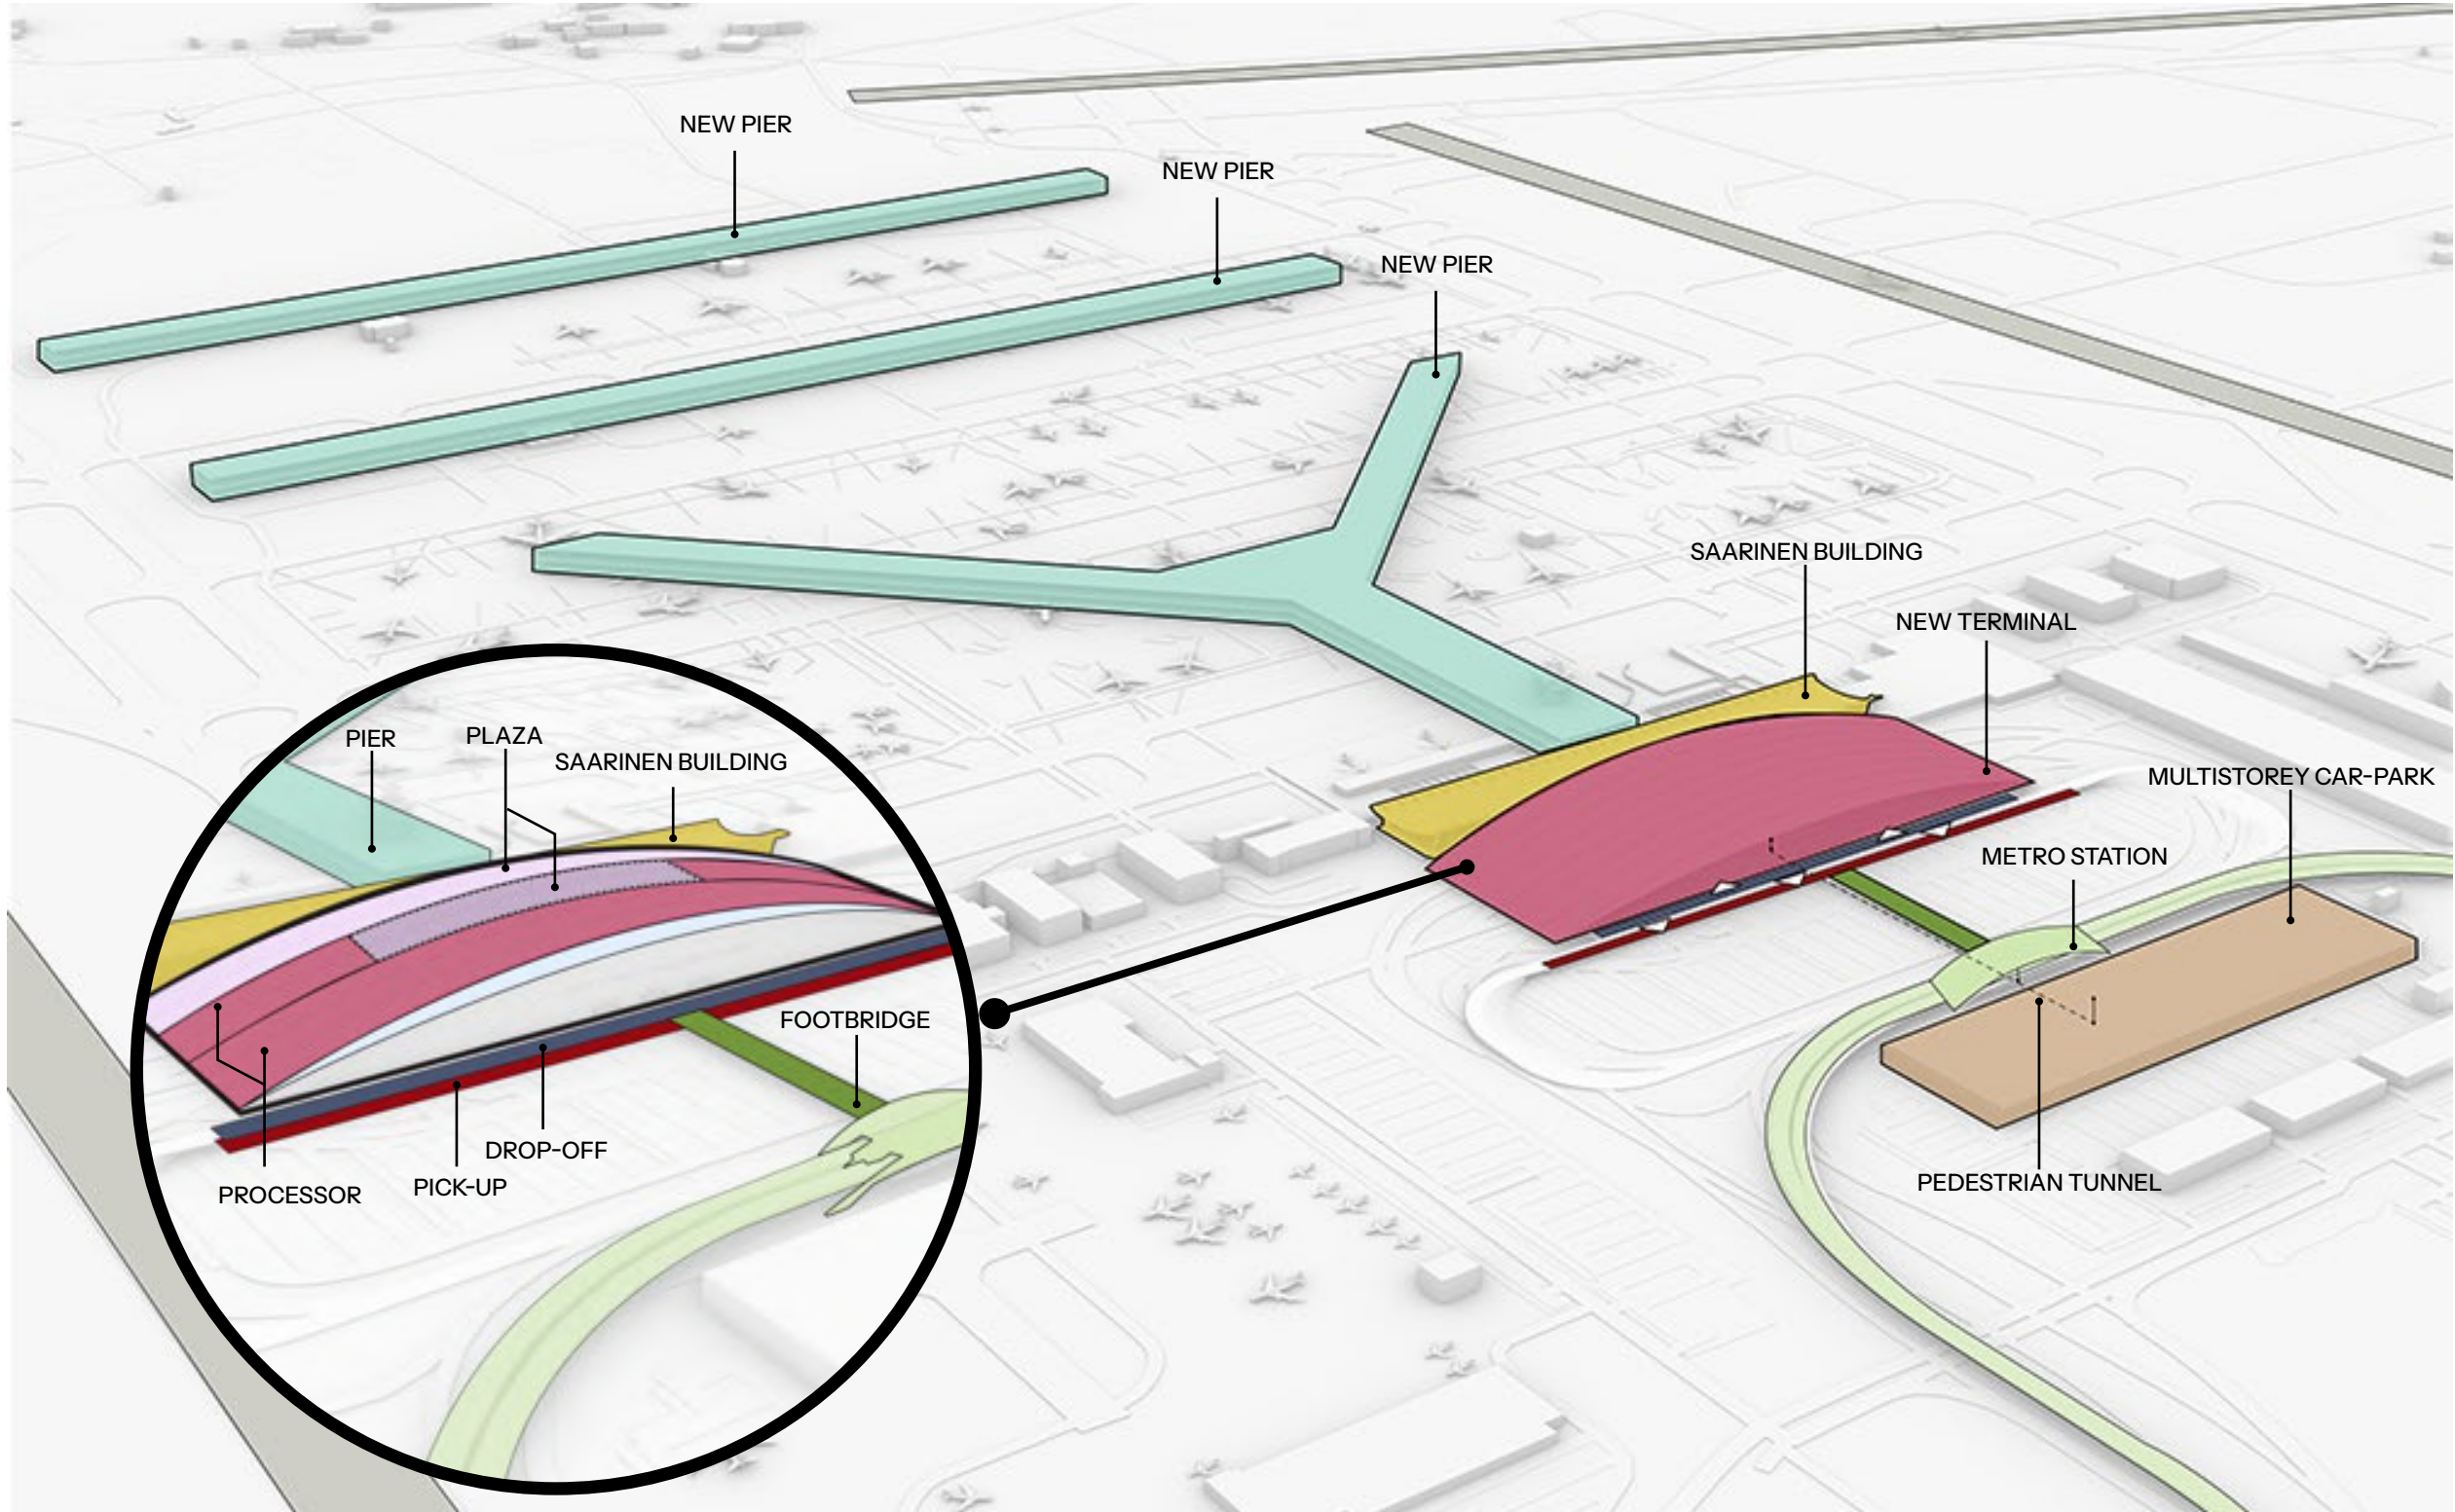 NEW PIER
NEW PIER
NEW PIER
SAARINEN BUILDING
NEW TERMINAL
MULTISTOREY CAR-PARK
METRO STATION
PEDESTRIAN TUNNEL
PIER
PLAZA
SAARINEN BUILDING
FOOTBRIDGE
DROP-OFF
PICK-UP
PROCESSOR